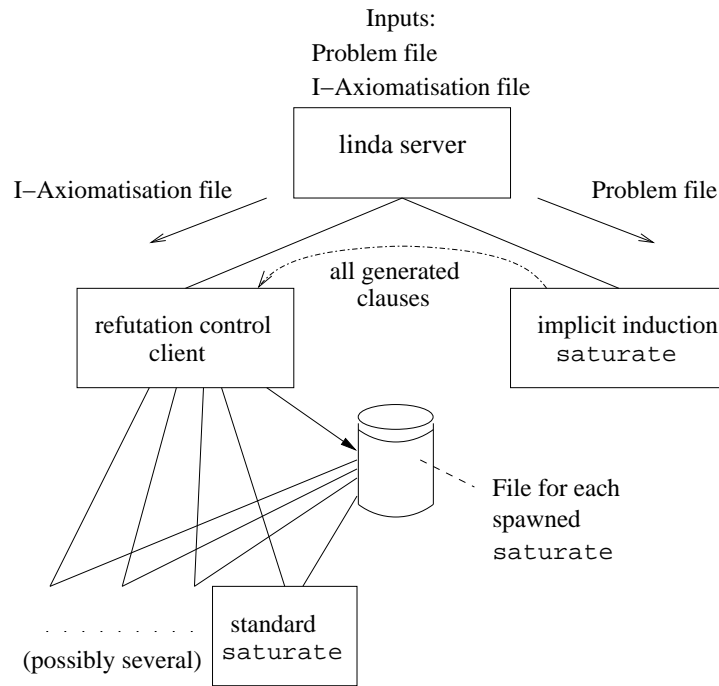 Inputs:
Problem file
I–Axiomatisation file
linda server
I–Axiomatisation file
Problem file
all generated
clauses
refutation control
client
implicit induction
saturate
File for each
spawned
saturate
standard
saturate
(possibly several)